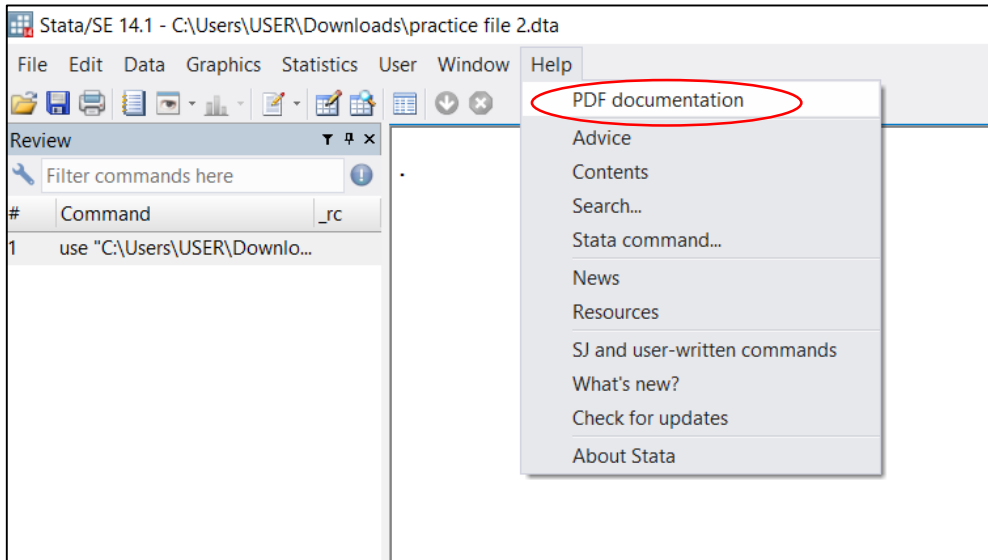 Stata/SE 14.1 - C:\Users\USER\Downloads\practice file 2.dta
File Edit Data Graphics Statistics User Window Help
PDF documentation
Advice
Contents
Search...
Stata command...
News
Resources
SJ and user-written commands
What's new?
Check for updates
About Stata
Review
Filter commands here
# Command _rc
1 use "C:\Users\USER\Downlo...
.